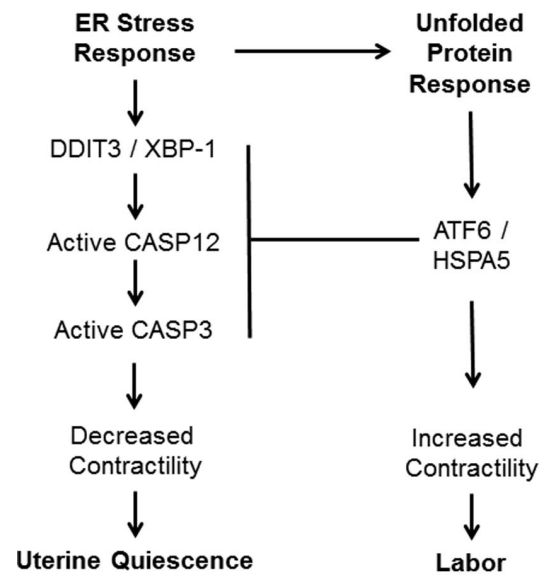 ER Stress
Response
Unfolded
Protein
Response
DDIT3 / XBP-1
Active CASP12
Active CASP3
ATF6 /
HSPA5
Decreased
Contractility
Increased
Contractility
Uterine Quiescence
Labor